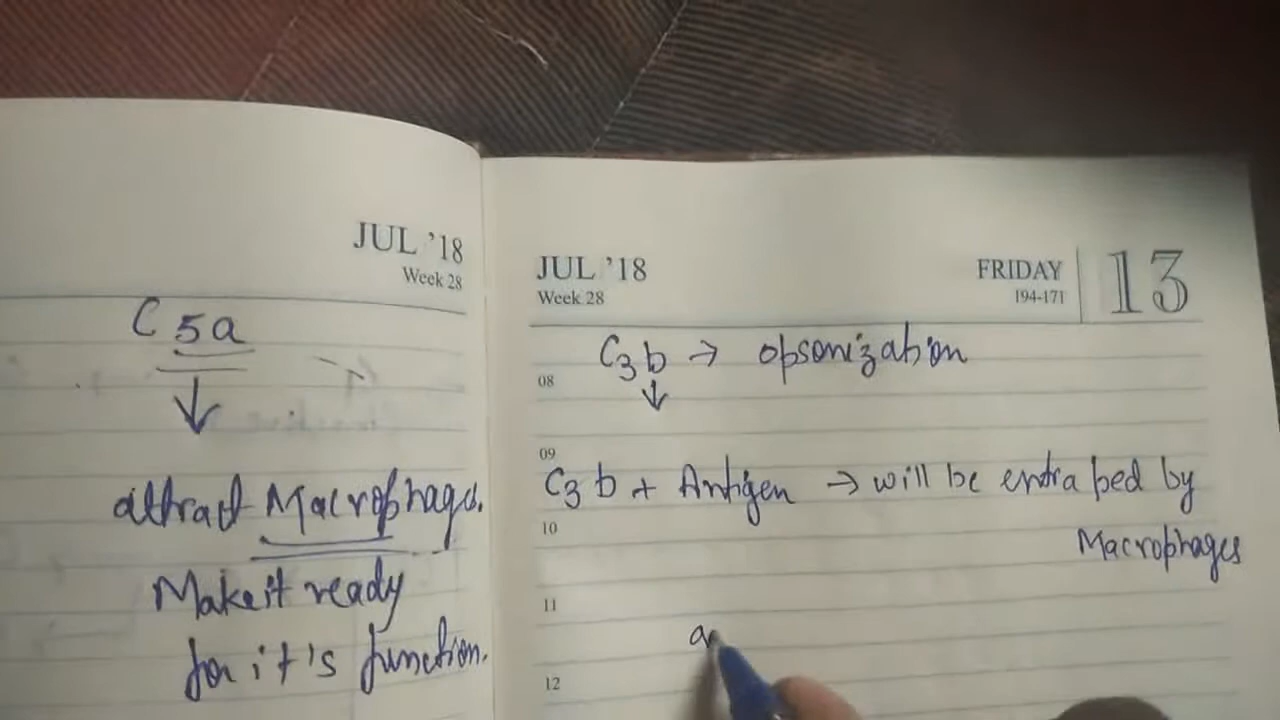 JUL '18
Week 28
C5a
↓
attract Macrophages.
Make it ready
for it's function.
JUL '18
Week 28
FRIDAY
194-171
13
C3b → opsonization
08
↓
09
C3b + Antigen → will be entrabed by
10
Macrophages
11
a
12